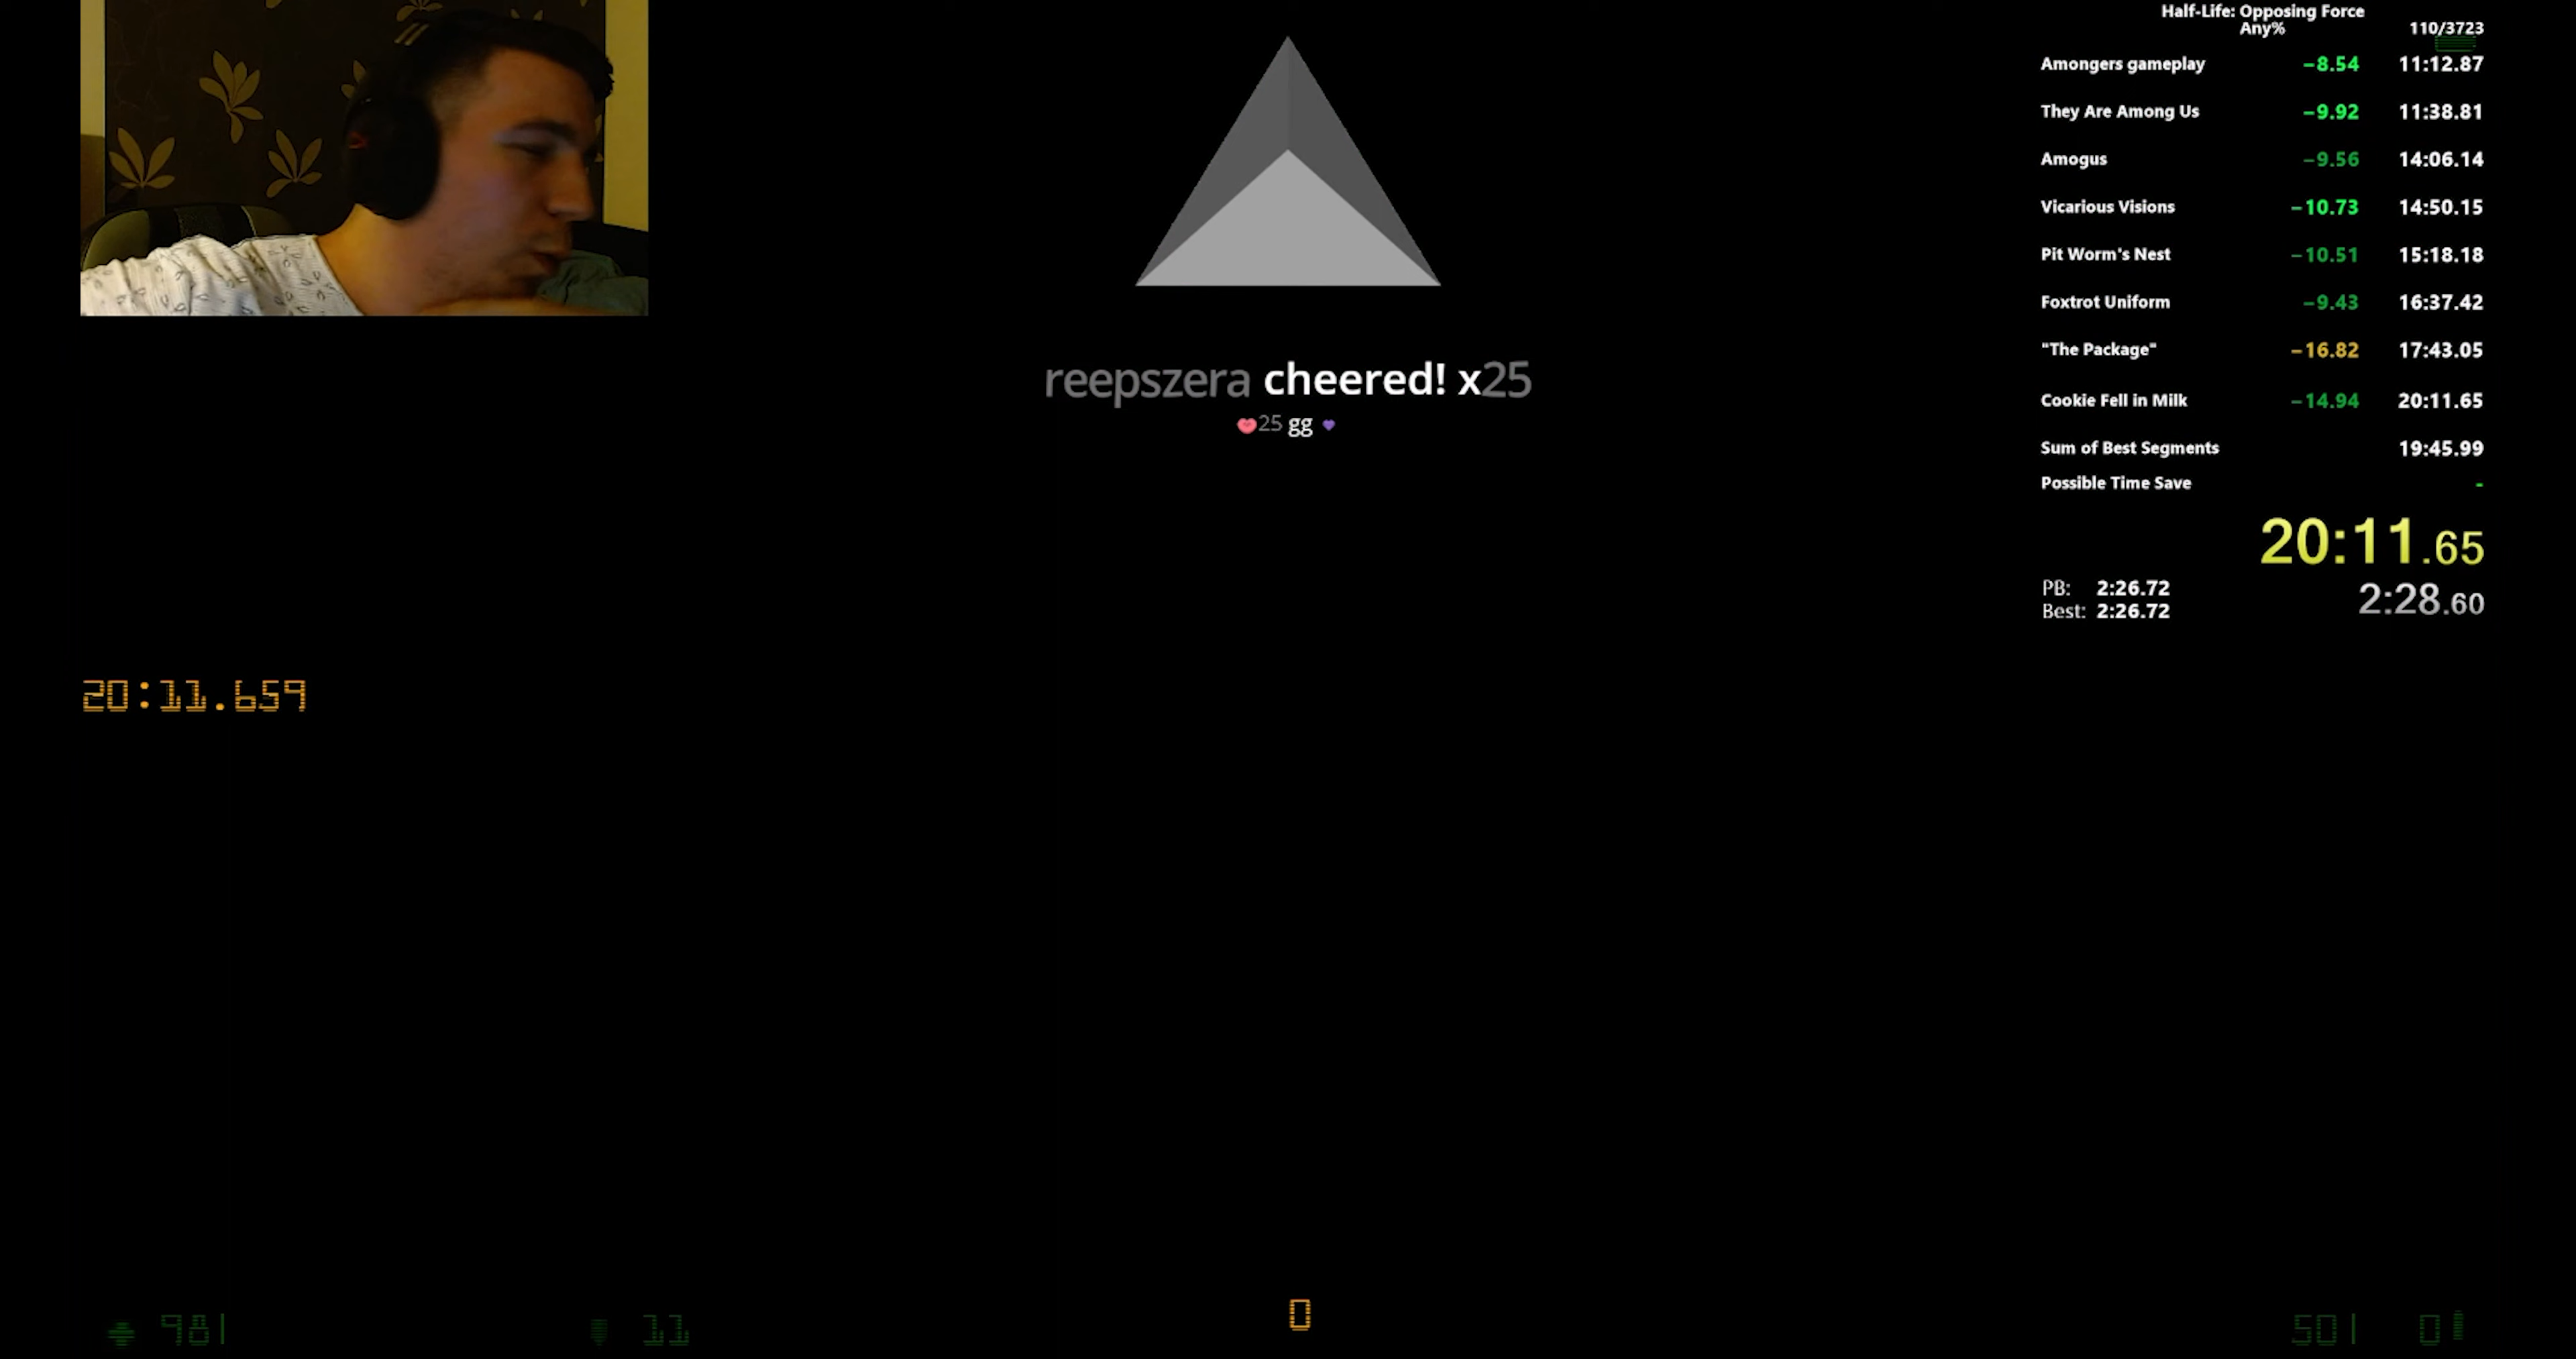 Half-Life: Opposing Force
Any% 110/3723
Amongers gameplay -8.54 11:12.87
They Are Among Us -9.92 11:38.81
Amogus -9.56 14:06.14
Vicarious Visions -10.73 14:50.15
Pit Worm's Nest -10.51 15:18.18
Foxtrot Uniform -9.43 16:37.42
"The Package" -16.82 17:43.05
Cookie Fell in Milk -14.94 20:11.65
Sum of Best Segments 19:45.99
Possible Time Save -
20:11.65
PB: 2:26.72
Best: 2:26.72
2:28.60
reepszera cheered! x25
25 gg
20:11.659
98|
11
0
50| 0